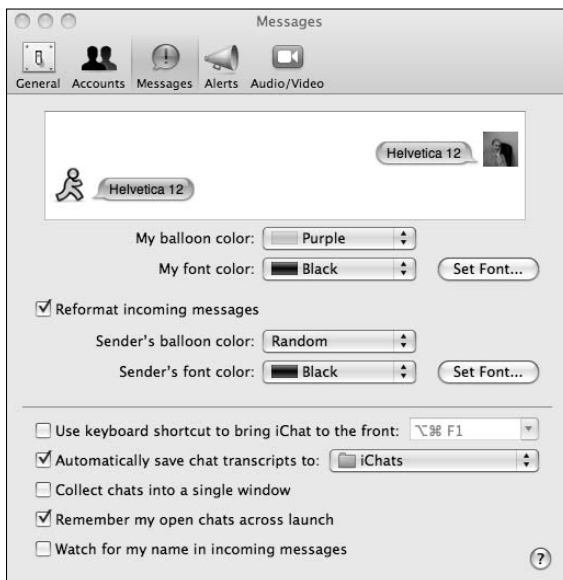 Messages
General Accounts Messages Alerts Audio/Video
Helvetica 12
Helvetica 12
My balloon color: Purple
My font color: Black Set Font...
Reformat incoming messages
Sender's balloon color: Random
Sender's font color: Black Set Font...
Use keyboard shortcut to bring iChat to the front: ⌥⌘ F1
Automatically save chat transcripts to: iChats
Collect chats into a single window
Remember my open chats across launch
Watch for my name in incoming messages
?